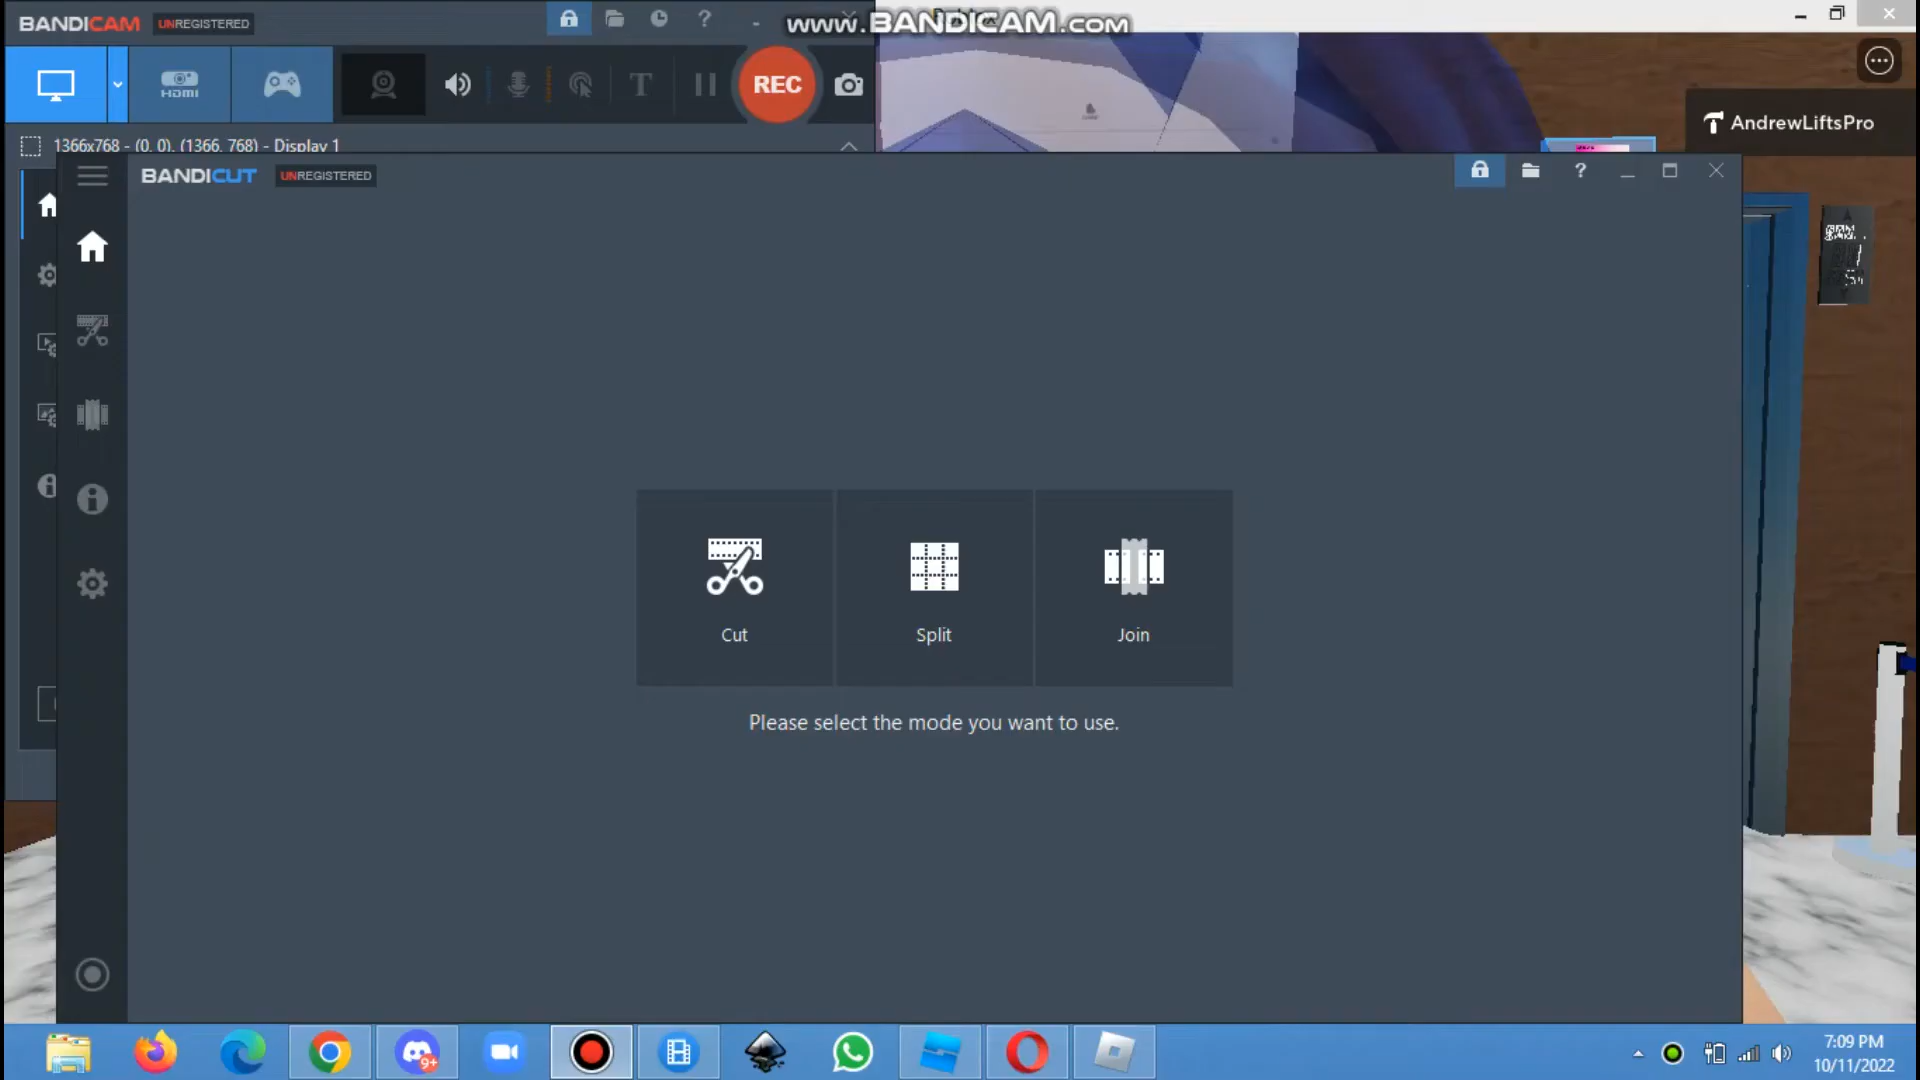 BANDICAM UNREGISTERED
?
www.BANDICAM.com
HDMI
T
REC
1366x768 - (0, 0), (1366, 768) - Display 1
AndrewLiftsPro
BANDICUT UNREGISTERED
?
Cut
Split
Join
Please select the mode you want to use.
9+
7:09 PM
10/11/2022